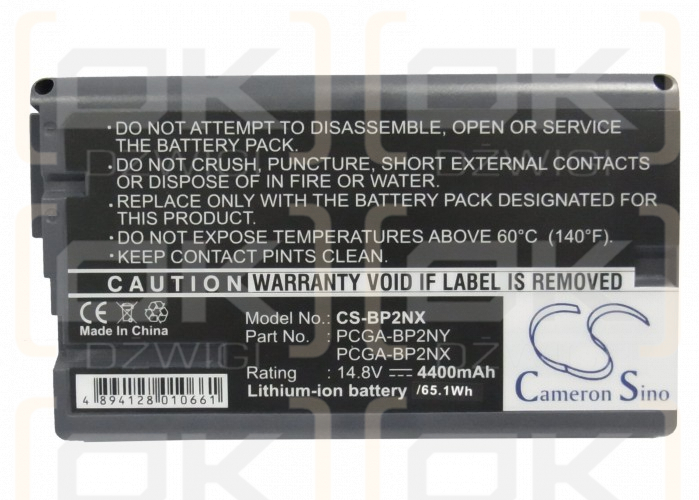 ·DO NOT ATTEMPT TO DISASSEMBLE, OPEN OR SERVICE
THE BATTERY PACK.
·DO NOT CRUSH, PUNCTURE, SHORT EXTERNAL CONTACTS
OR DISPOSE OF IN FIRE OR WATER.
·REPLACE ONLY WITH THE BATTERY PACK DESIGNATED FOR
THIS PRODUCT.
·DO NOT EXPOSE TEMPERATURES ABOVE 60°C (140°F).
·KEEP CONTACT PINTS CLEAN.
CAUTION WARRANTY VOID IF LABEL IS REMOVED
CE
Made In China
Model No.: CS-BP2NX
Part No. : PCGA-BP2NY
PCGA-BP2NX
Rating : 14.8V 4400mAh
Lithium-ion battery /65.1Wh
4 894128 010661
CS
Cameron Sino
OK
DŹWIGI